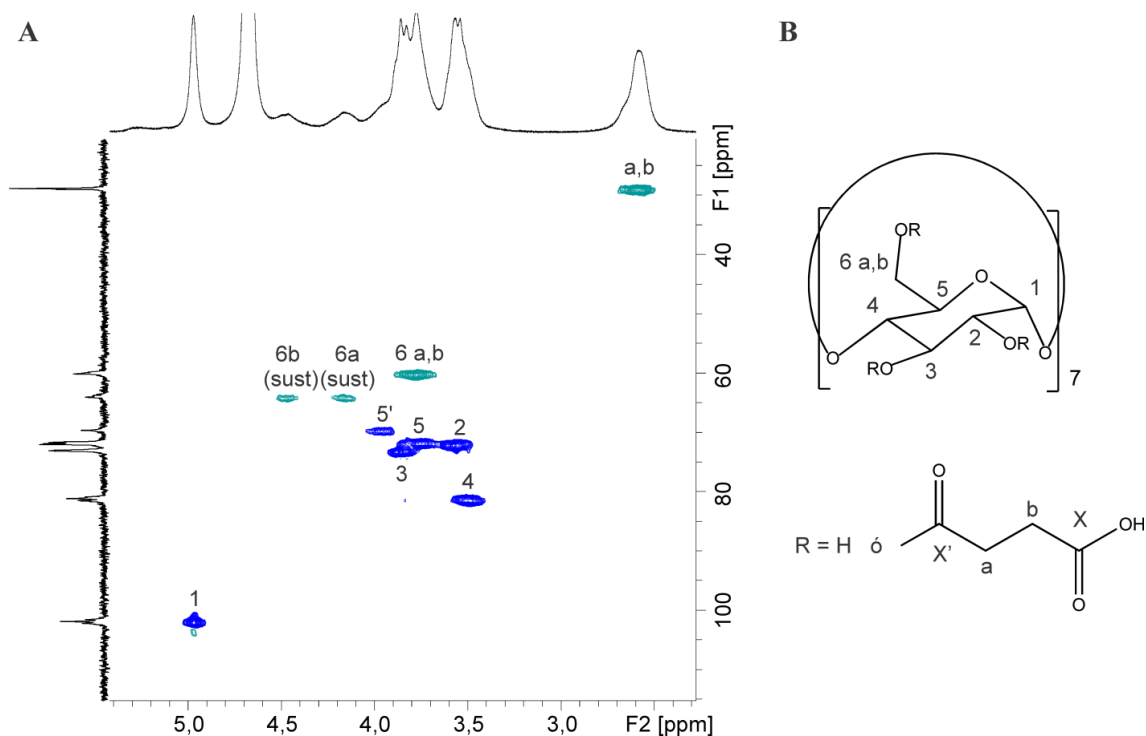 A
B
a,b
F1 [ppm]
40
60
80
100
6b
(sust)
6a
(sust)
6 a,b
5'
5
2
3
4
1
5,0
4,5
4,0
3,5
3,0
F2 [ppm]
OR
6 a,b
O
5
1
4
O
RO
3
2
OR
O
7
O
b
X
OH
R = H ó
X'
a
O